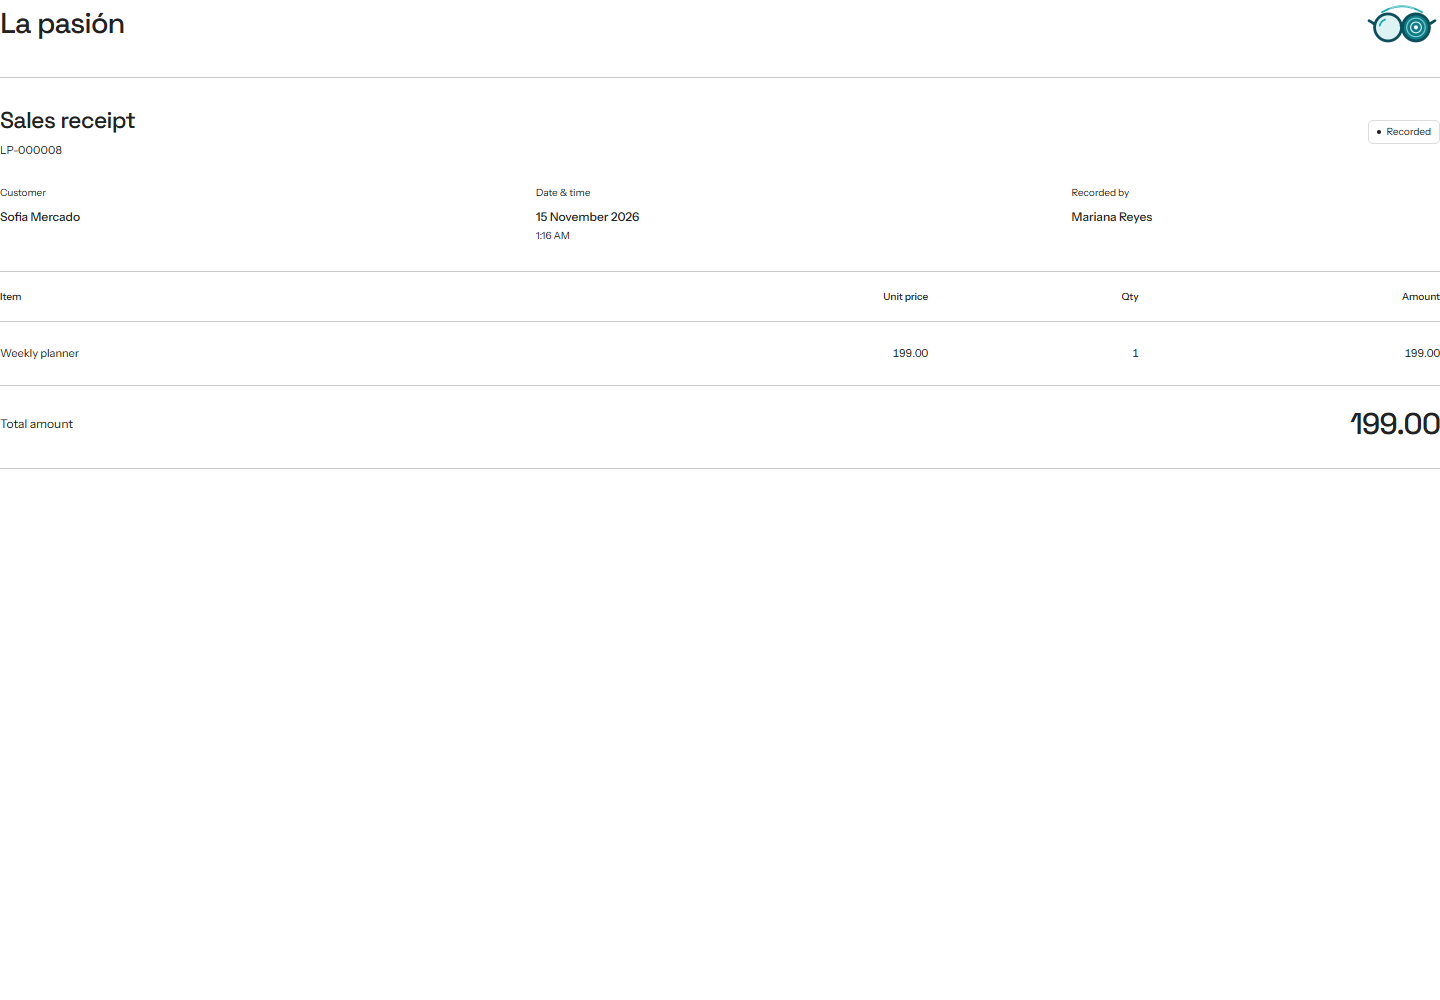 La pasión
Sales receipt
LP-000008
Recorded
Customer
Sofia Mercado
Date & time
15 November 2026
1:16 AM
Recorded by
Mariana Reyes
Item Unit price Qty Amount
Weekly planner 199.00 1 199.00
Total amount 199.00